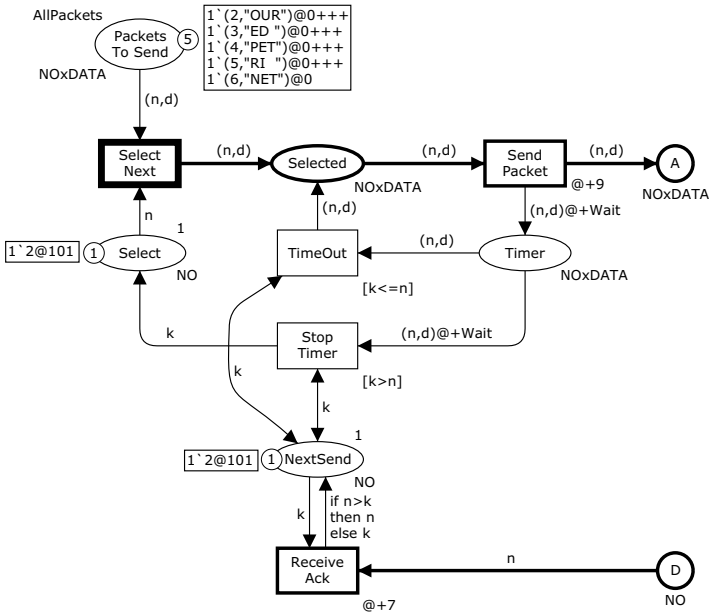 AllPackets
Packets
To Send
5
1`(2,"OUR")@0+++
1`(3,"ED ")@0+++
1`(4,"PET")@0+++
1`(5,"RI  ")@0+++
1`(6,"NET")@0
NOxDATA
(n,d)
Select
Next
(n,d)
Selected
NOxDATA
(n,d)
Send
Packet
@+9
(n,d)
A
NOxDATA
n
(n,d)
(n,d)@+Wait
1`2@101
1
Select
1
NO
TimeOut
[k<=n]
(n,d)
Timer
NOxDATA
k
Stop
Timer
[k>n]
(n,d)@+Wait
k
k
1`2@101
1
NextSend
1
NO
k
if n>k
then n
else k
Receive
Ack
@+7
n
D
NO